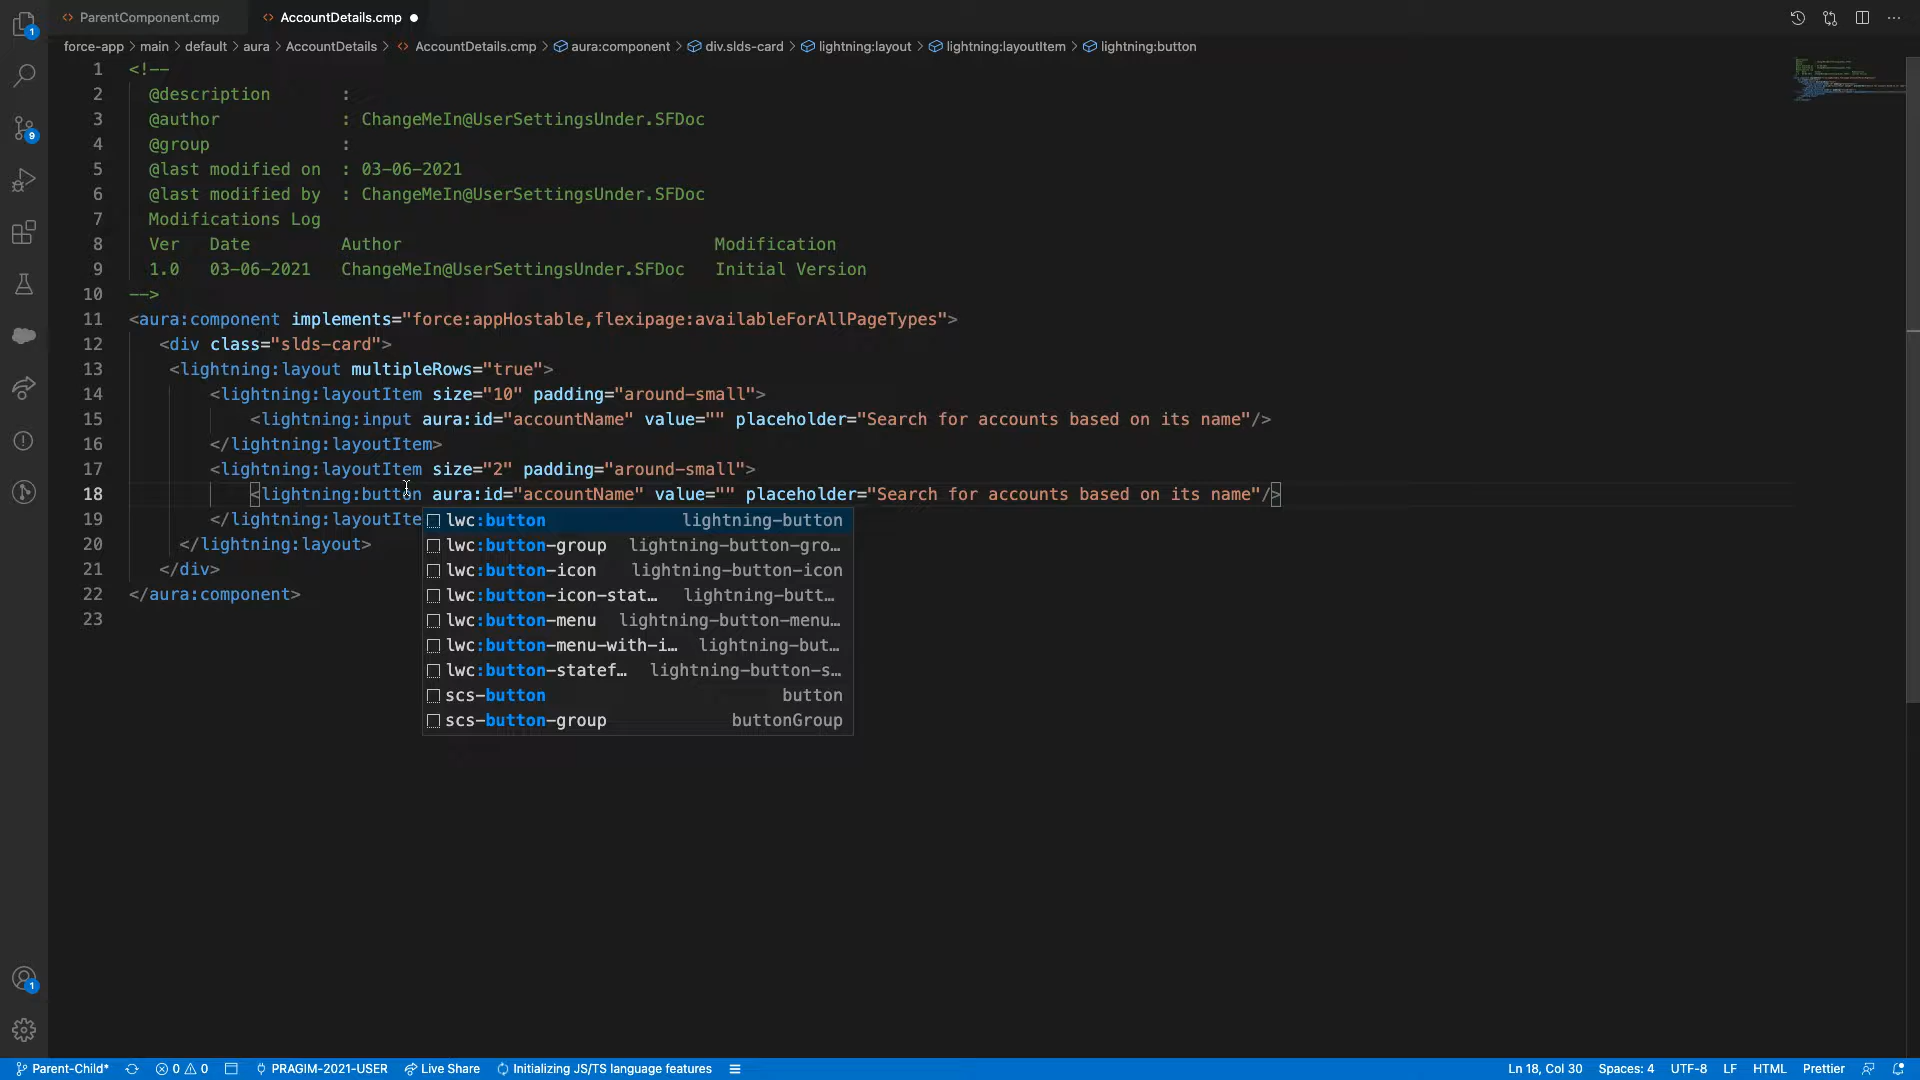 ParentComponent.cmp
AccountDetails.cmp
force-app > main > default > aura > AccountDetails > AccountDetails.cmp > aura:component > div.slds-card > lightning:layout > lightning:layoutItem > lightning:button
1 <!--
2 @description :
3 @author : ChangeMeIn@UserSettingsUnder.SFDoc
4 @group :
5 @last modified on : 03-06-2021
6 @last modified by : ChangeMeIn@UserSettingsUnder.SFDoc
7 Modifications Log
8 Ver Date Author Modification
9 1.0 03-06-2021 ChangeMeIn@UserSettingsUnder.SFDoc Initial Version
10 -->
11 <aura:component implements="force:appHostable,flexipage:availableForAllPageTypes">
12 <div class="slds-card">
13 <lightning:layout multipleRows="true">
14 <lightning:layoutItem size="10" padding="around-small">
15 <lightning:input aura:id="accountName" value="" placeholder="Search for accounts based on its name"/>
16 </lightning:layoutItem>
17 <lightning:layoutItem size="2" padding="around-small">
18 <lightning:button aura:id="accountName" value="" placeholder="Search for accounts based on its name"/>
19 </lightning:layoutIte
20 </lightning:layout>
21 </div>
22 </aura:component>
23
lwc:button lightning-button
lwc:button-group lightning-button-gro…
lwc:button-icon lightning-button-icon
lwc:button-icon-stat… lightning-butt…
lwc:button-menu lightning-button-menu…
lwc:button-menu-with-i… lightning-but…
lwc:button-statef… lightning-button-s…
scs-button button
scs-button-group buttonGroup
1
9
1
Parent-Child* 0 0 PRAGIM-2021-USER Live Share Initializing JS/TS language features Ln 18, Col 30 Spaces: 4 UTF-8 LF HTML Prettier